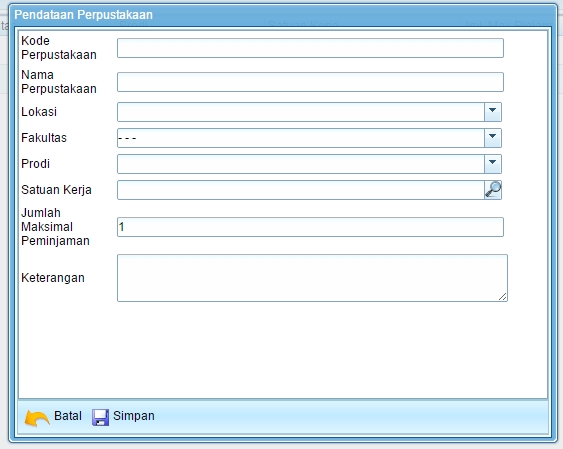 Pendataan Perpustakaan
Kode
Perpustakaan
Nama
Perpustakaan
Lokasi
Fakultas
- - -
Prodi
Satuan Kerja
Jumlah
Maksimal
Peminjaman
1
Keterangan
Batal
Simpan